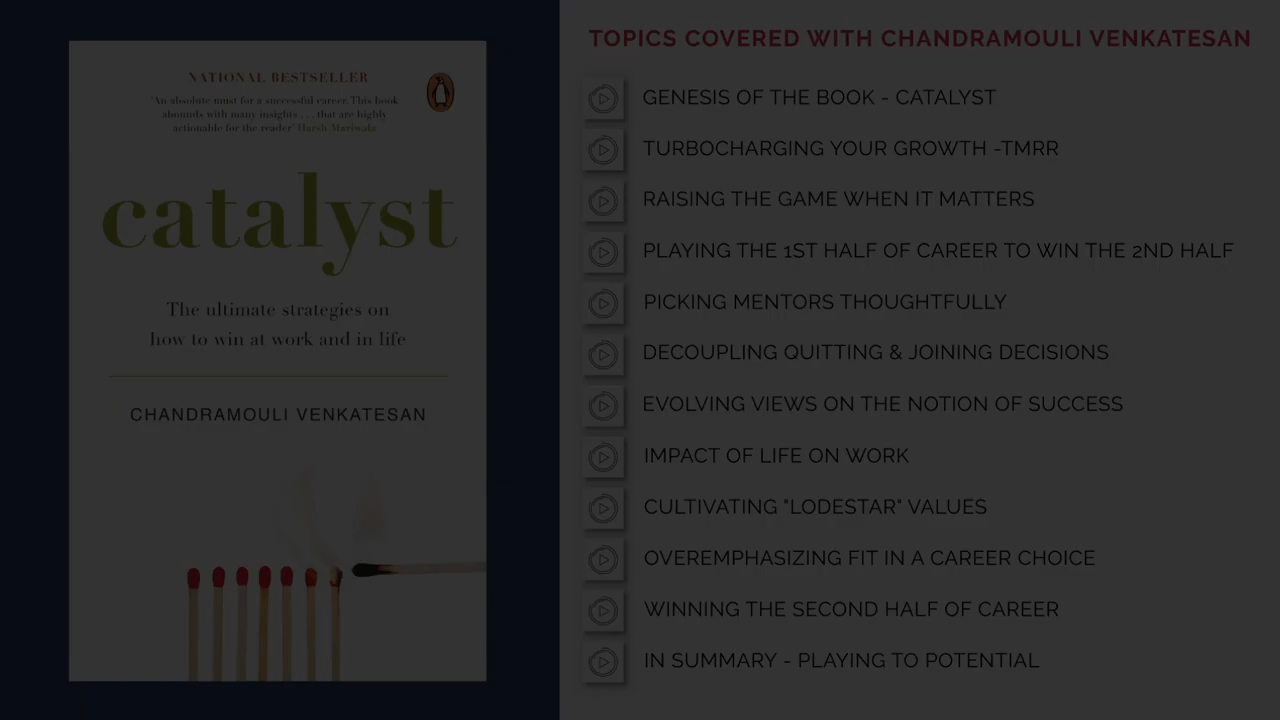 NATIONAL BESTSELLER
'An absolute must for a successful career. This book
abounds with many insights . . . that are highly
actionable for the reader' Harsh Mariwala
catalyst
The ultimate strategies on
how to win at work and in life
CHANDRAMOULI VENKATESAN
TOPICS COVERED WITH CHANDRAMOULI VENKATESAN
GENESIS OF THE BOOK - CATALYST
TURBOCHARGING YOUR GROWTH -TMRR
RAISING THE GAME WHEN IT MATTERS
PLAYING THE 1ST HALF OF CAREER TO WIN THE 2ND HALF
PICKING MENTORS THOUGHTFULLY
DECOUPLING QUITTING & JOINING DECISIONS
EVOLVING VIEWS ON THE NOTION OF SUCCESS
IMPACT OF LIFE ON WORK
CULTIVATING "LODESTAR" VALUES
OVEREMPHASIZING FIT IN A CAREER CHOICE
WINNING THE SECOND HALF OF CAREER
IN SUMMARY - PLAYING TO POTENTIAL